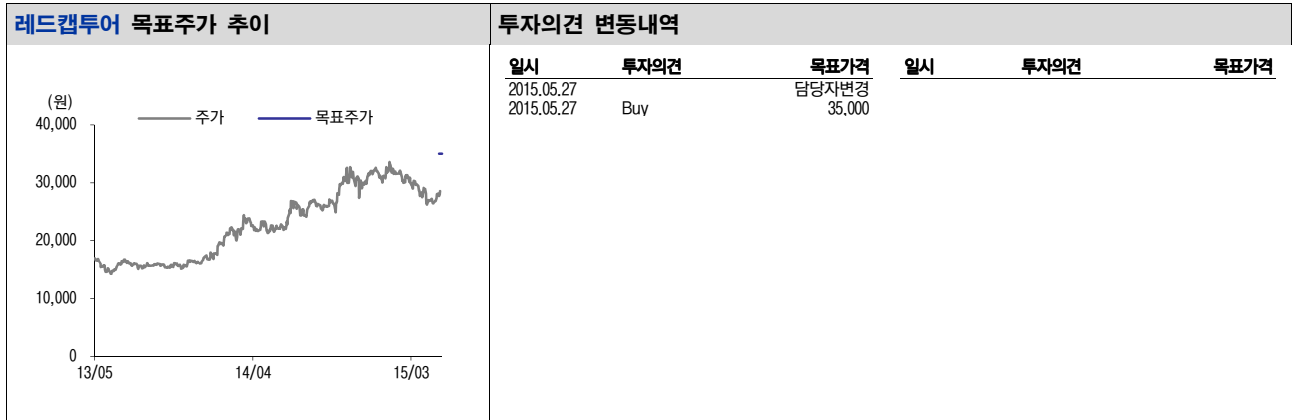 레드캡투어 목표주가 추이
(원)
주가 목표주가
40,000
30,000
20,000
10,000
0
13/05 14/04 15/03
투자의견 변동내역
일시 투자의견 목표가격 일시 투자의견 목표가격
2015.05.27 담당자변경
2015.05.27 Buy 35,000